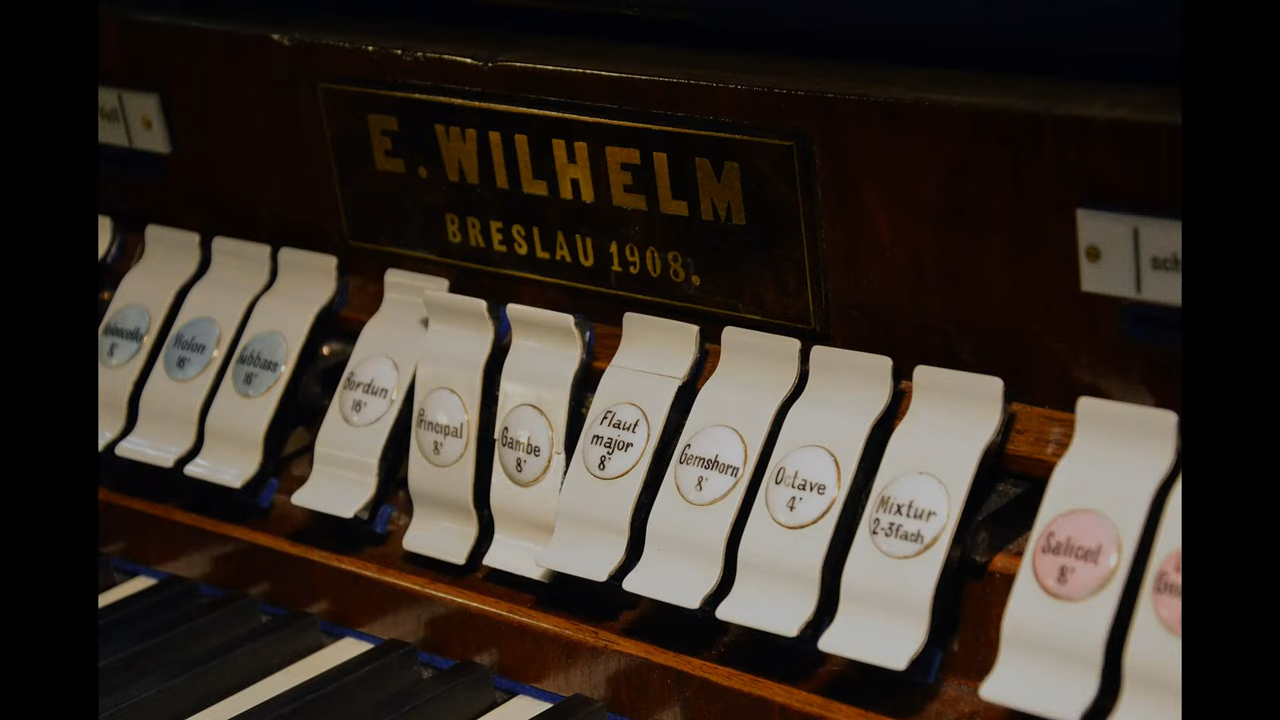 E. WILHELM
BRESLAU 1908.
Violon
16'
Subbass
16'
Bordun
16'
Principal
8'
Gambe
8'
Flaut
major
8'
Gemshorn
8'
Octave
4'
Mixtur
2-3fach
Salicet
8'